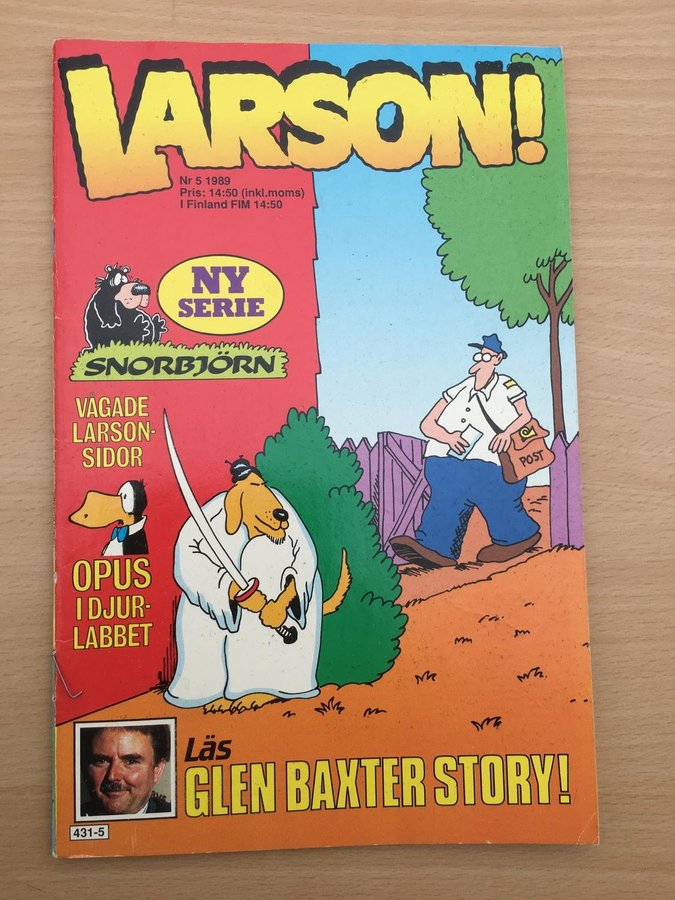 LARSON!
Nr 5 1989
Pris: 14:50 (inkl.moms)
I Finland FIM 14:50
NY
SERIE
SNORBJÖRN
VÅGADE
LARSON-
SIDOR
OPUS
I DJUR-
LABBET
POST
Läs
GLEN BAXTER STORY!
431-5